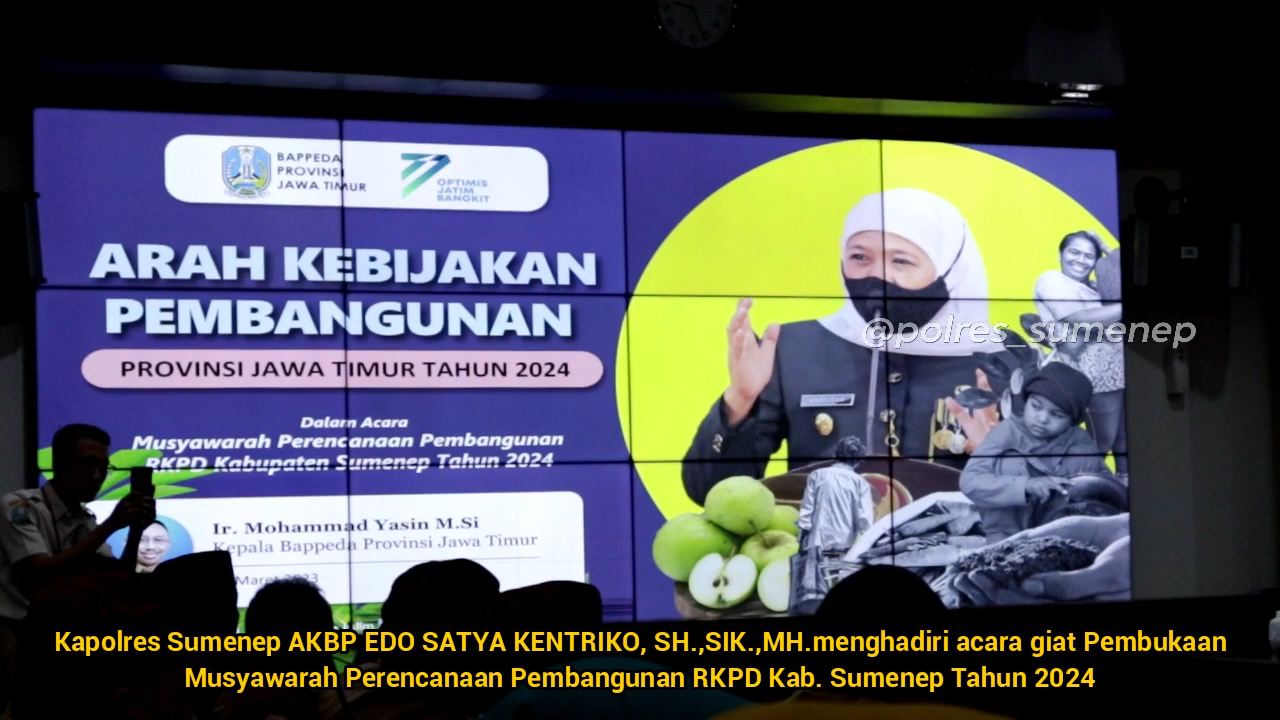 BAPPEDA
PROVINSI
JAWA TIMUR
OPTIMIS
JATIM
BANGKIT
ARAH KEBIJAKAN
PEMBANGUNAN
PROVINSI JAWA TIMUR TAHUN 2024
Dalam Acara
Musyawarah Perencanaan Pembangunan
RKPD Kabupaten Sumenep Tahun 2024
Ir. Mohammad Yasin M.Si
Kepala Bappeda Provinsi Jawa Timur
Maret 2023
@polres_sumenep
Kapolres Sumenep AKBP EDO SATYA KENTRIKO, SH.,SIK.,MH.menghadiri acara giat Pembukaan
Musyawarah Perencanaan Pembangunan RKPD Kab. Sumenep Tahun 2024